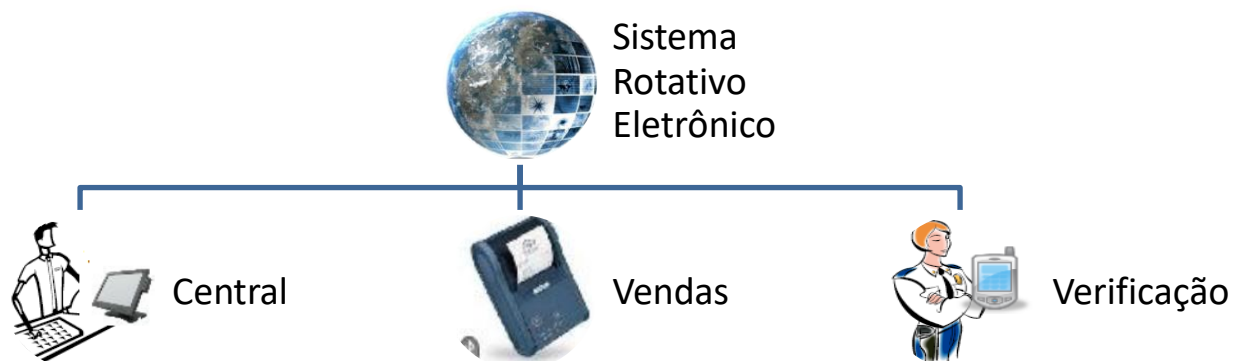 Sistema
Rotativo
Eletrônico
Central
Vendas
Verificação